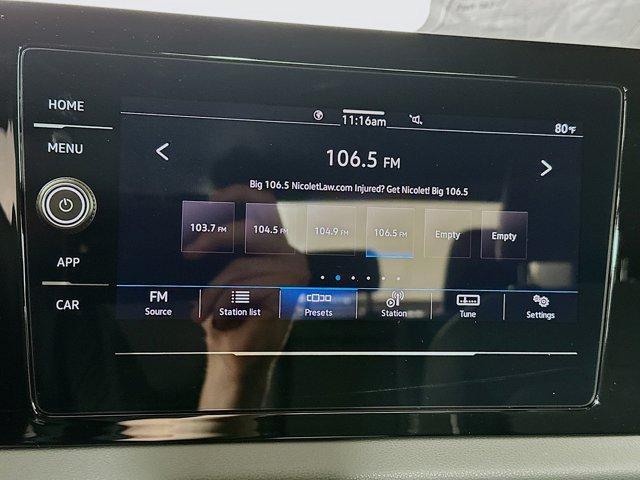 HOME
MENU
APP
CAR
11:16am
80°F
106.5 FM
Big 106.5 NicoletLaw.com Injured? Get Nicolet! Big 106.5
103.7 FM
104.5 FM
104.9 FM
106.5 FM
Empty
Empty
FM
Source
Station list
Presets
Station
Tune
Settings